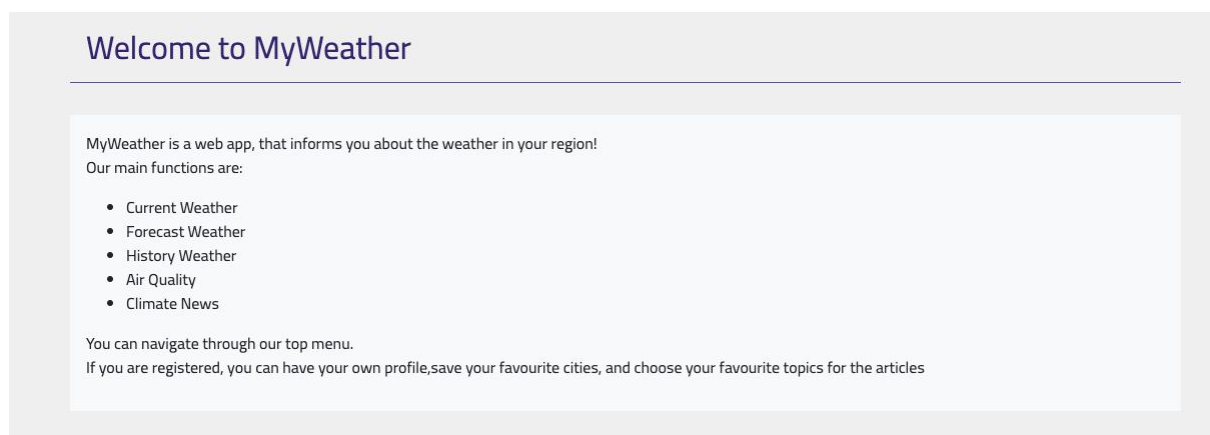 Welcome to MyWeather
MyWeather is a web app, that informs you about the weather in your region!
Our main functions are:
• Current Weather
• Forecast Weather
• History Weather
• Air Quality
• Climate News
You can navigate through our top menu.
If you are registered, you can have your own profile,save your favourite cities, and choose your favourite topics for the articles